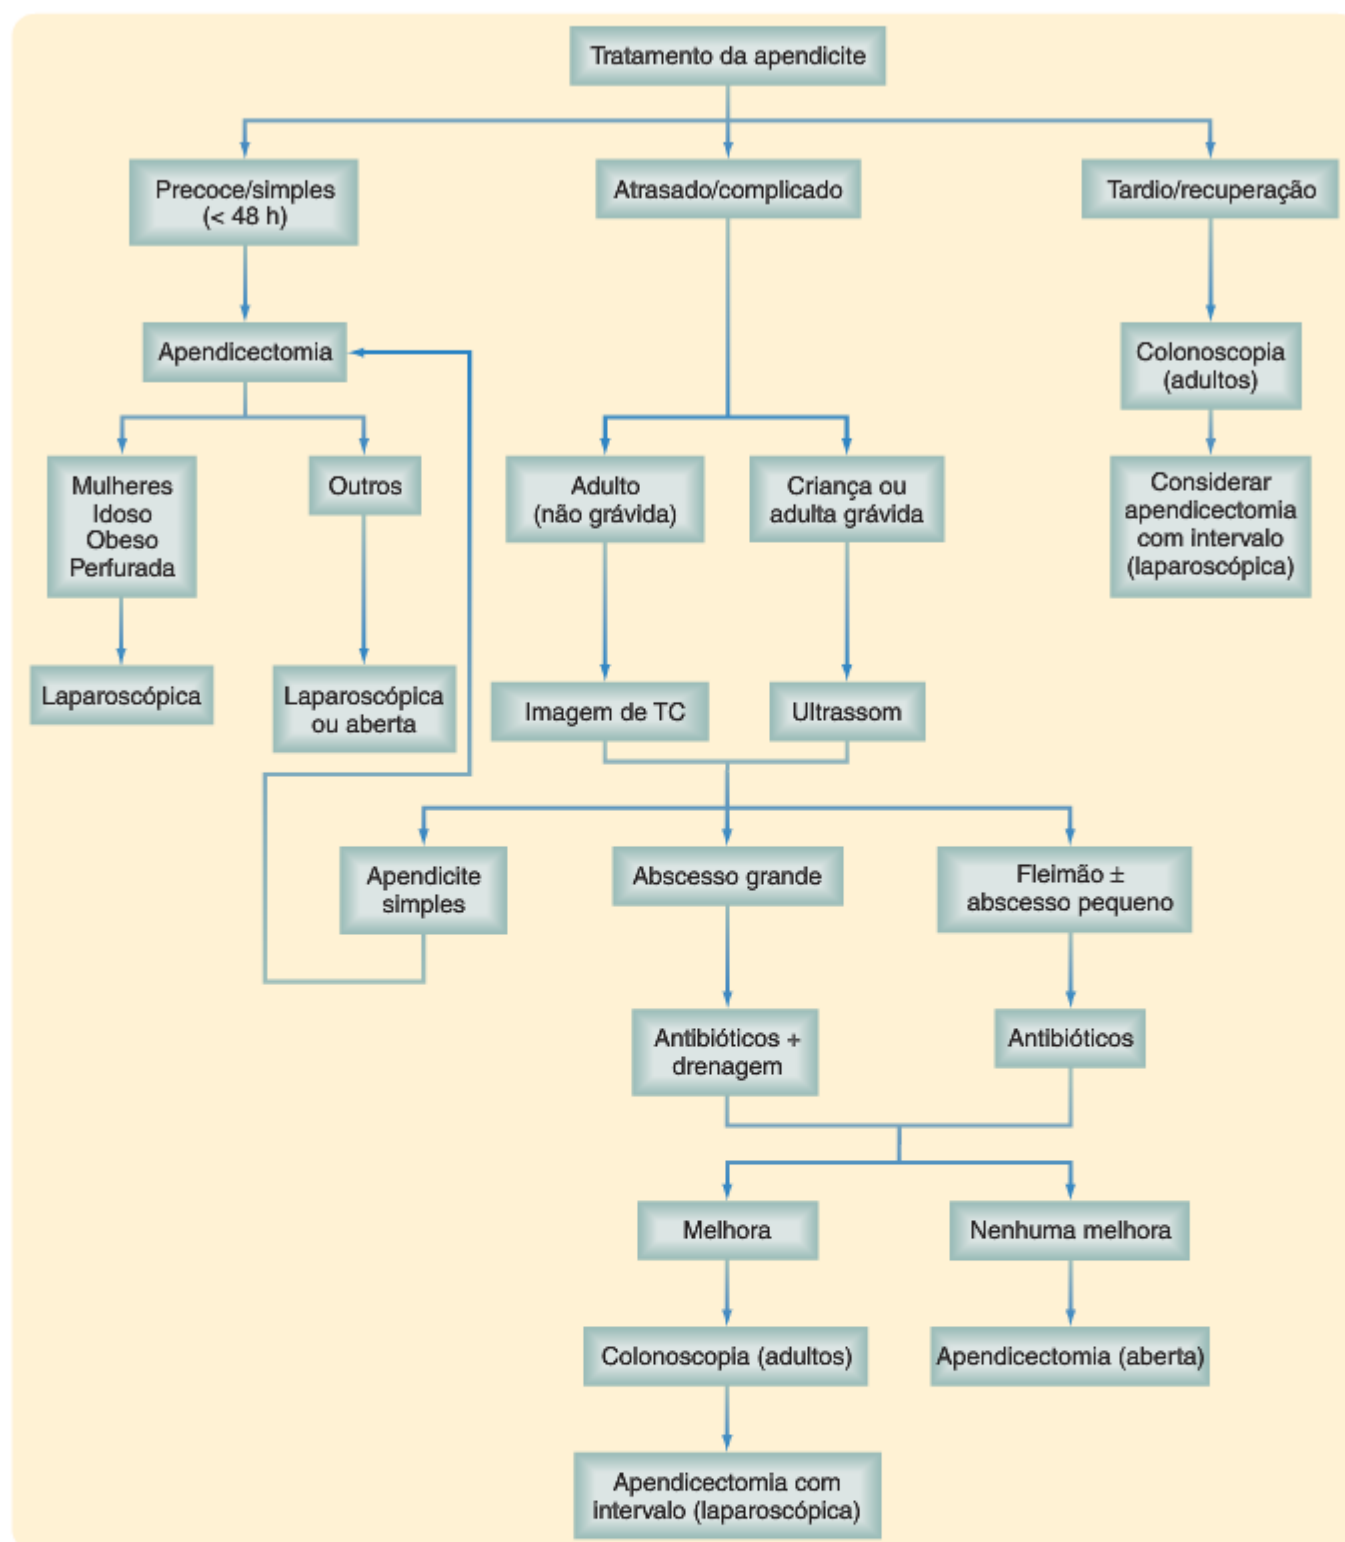 Tratamento da apendicite
Precoce/simples
(< 48 h)
Atrasado/complicado
Tardio/recuperação
Apendicectomia
Colonoscopia
(adultos)
Mulheres
Idoso
Obeso
Perfurada
Outros
Adulto
(não grávida)
Criança ou
adulta grávida
Considerar
apendicectomia
com intervalo
(laparoscópica)
Laparoscópica
Laparoscópica
ou aberta
Imagem de TC
Ultrassom
Apendicite
simples
Abscesso grande
Fleimão ±
abscesso pequeno
Antibióticos +
drenagem
Antibióticos
Melhora
Nenhuma melhora
Colonoscopia (adultos)
Apendicectomia (aberta)
Apendicectomia com
intervalo (laparoscópica)